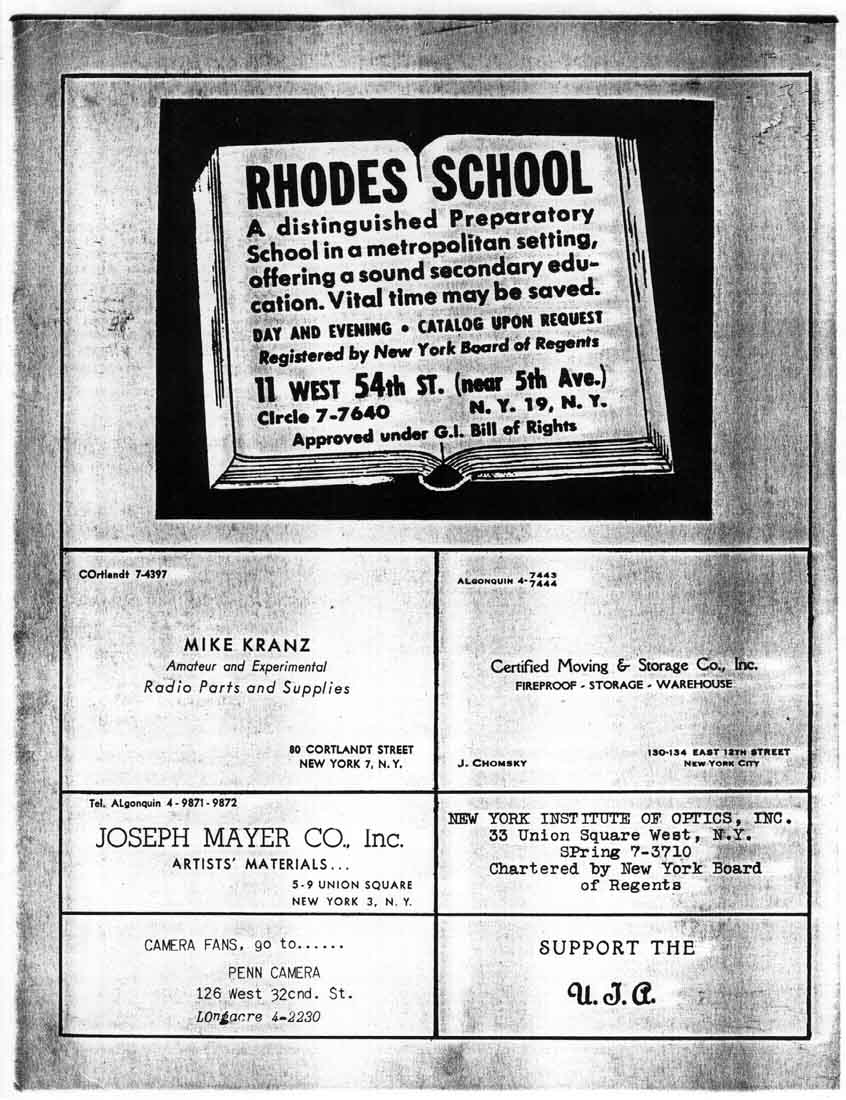 RHODES SCHOOL
A distinguished Preparatory
School in a metropolitan setting,
offering a sound secondary edu-
cation. Vital time may be saved.
DAY AND EVENING • CATALOG UPON REQUEST
Registered by New York Board of Regents
11 WEST 54th ST. (near 5th Ave.)
CIrcle 7-7640 N. Y. 19, N. Y.
Approved under G.I. Bill of Rights
COrtlandt 7-4397
MIKE KRANZ
Amateur and Experimental
Radio Parts and Supplies
80 CORTLANDT STREET
NEW YORK 7, N. Y.
ALGONQUIN 4-7443
7444
Certified Moving & Storage Co., Inc.
FIREPROOF - STORAGE - WAREHOUSE
J. CHOMSKY
130-134 EAST 12TH STREET
NEW YORK CITY
Tel. ALgonquin 4-9871-9872
JOSEPH MAYER CO., Inc.
ARTISTS' MATERIALS...
5-9 UNION SQUARE
NEW YORK 3, N. Y.
NEW YORK INSTITUTE OF OPTICS, INC.
33 Union Square West, N.Y.
SPring 7-3710
Chartered by New York Board
of Regents
CAMERA FANS, go to......
PENN CAMERA
126 West 32cnd. St.
LOngacre 4-2230
SUPPORT THE
U. J. A.